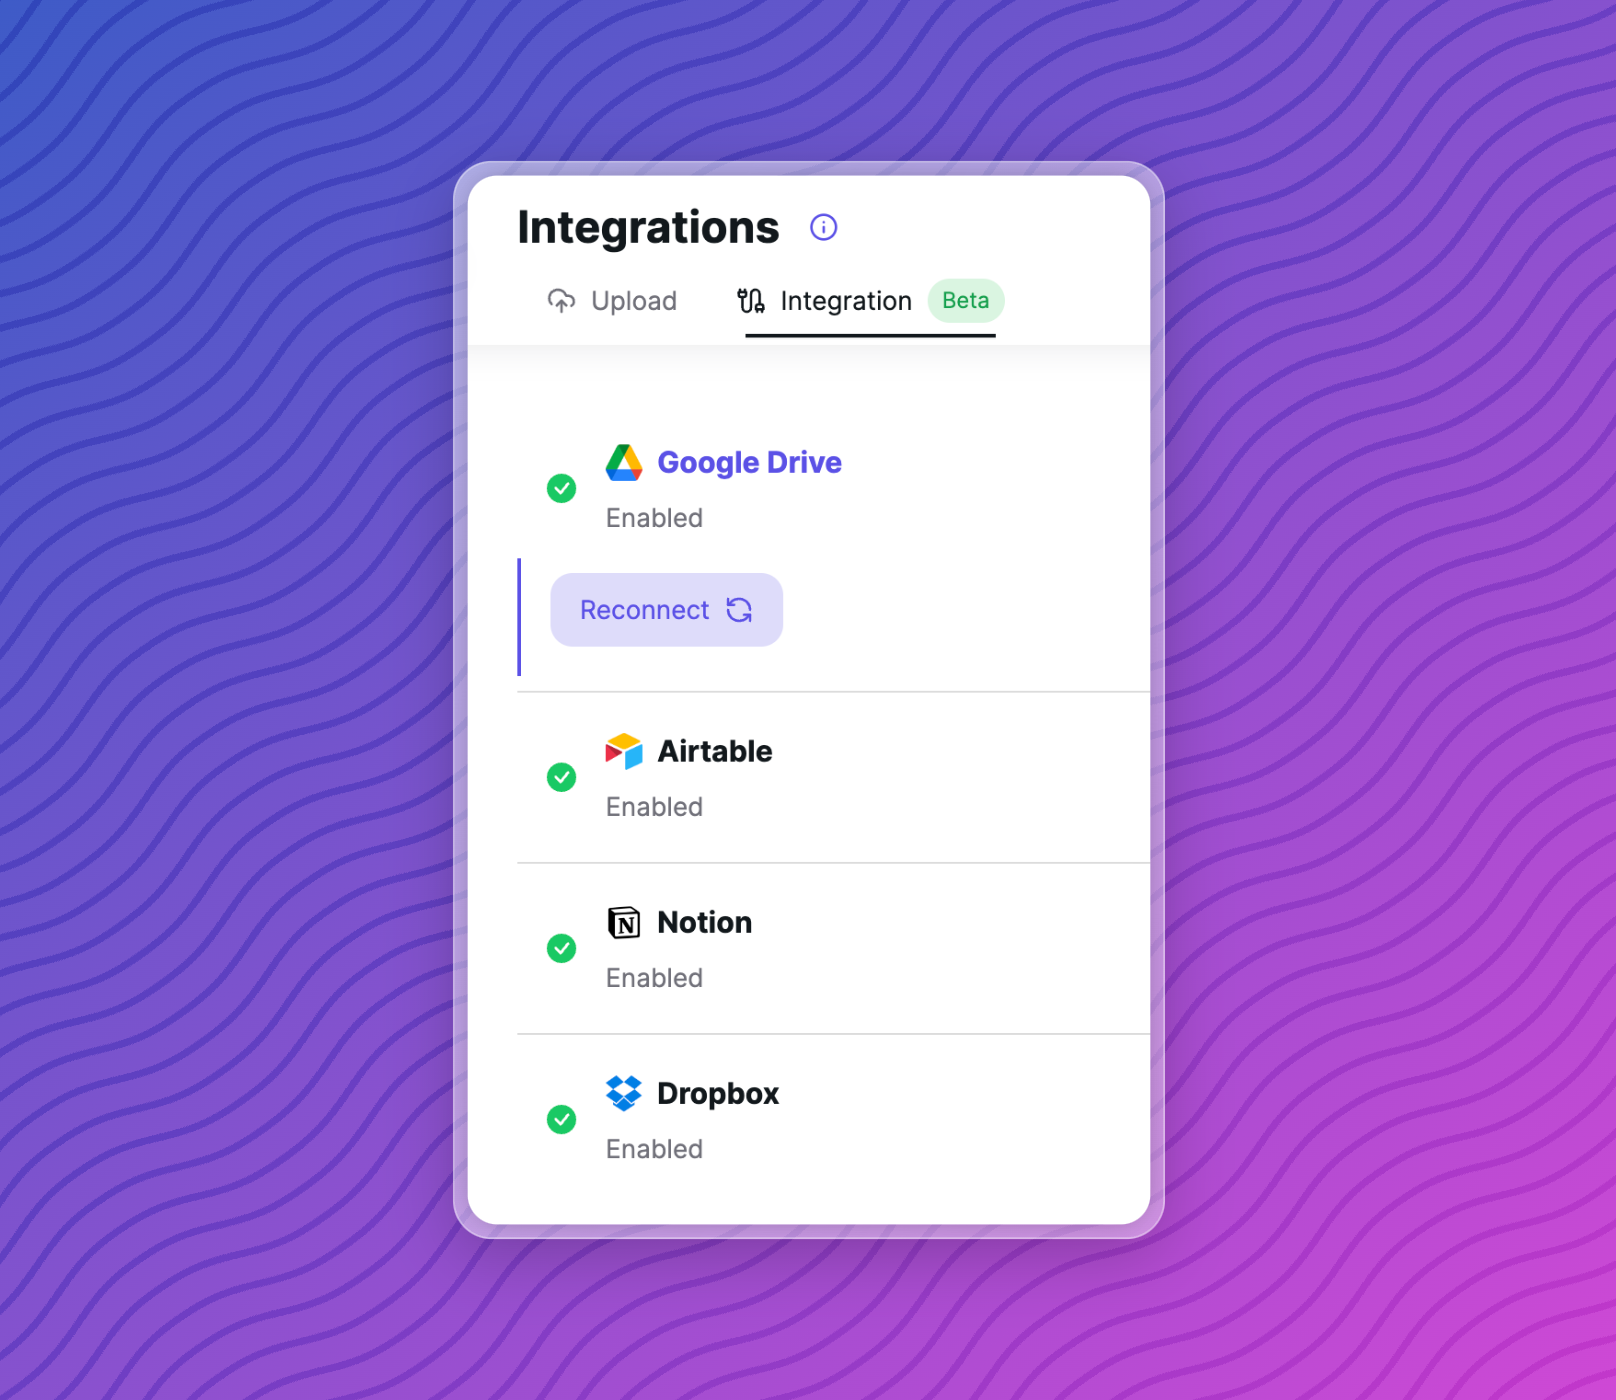 Integrations
Upload Integration Beta
Google Drive
Enabled
Reconnect
Airtable
Enabled
N Notion
Enabled
Dropbox
Enabled